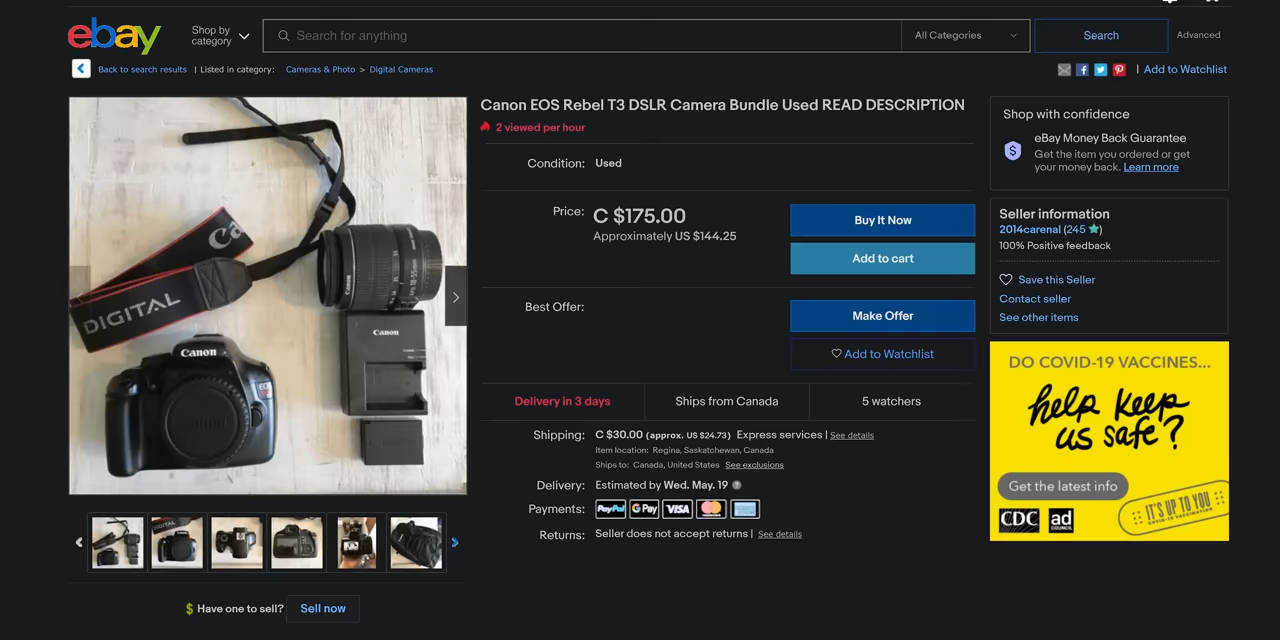 ebay
Shop by
category
Search for anything
All Categories
Search
Advanced
Back to search results | Listed in category: Cameras & Photo > Digital Cameras
| Add to Watchlist
Canon EOS Rebel T3 DSLR Camera Bundle Used READ DESCRIPTION
2 viewed per hour
Condition: Used
Price: C $175.00
Approximately US $144.25
Buy It Now
Add to cart
Best Offer:
Make Offer
Add to Watchlist
Delivery in 3 days
Ships from Canada
5 watchers
Shipping: C $30.00 (approx. US $24.73) Express services | See details
Item location: Regina, Saskatchewan, Canada
Ships to: Canada, United States See exclusions
Delivery: Estimated by Wed. May. 19
Payments: PayPal G Pay VISA
Returns: Seller does not accept returns | See details
Shop with confidence
eBay Money Back Guarantee
Get the item you ordered or get
your money back. Learn more
Seller information
2014carenal (245)
100% Positive feedback
Save this Seller
Contact seller
See other items
DO COVID-19 VACCINES...
help keep
us safe?
Get the latest info
CDC
ad
COUNCIL
IT'S UP TO YOU
Ca
DIGITAL
Canon
Canon
Canon
$ Have one to sell? Sell now